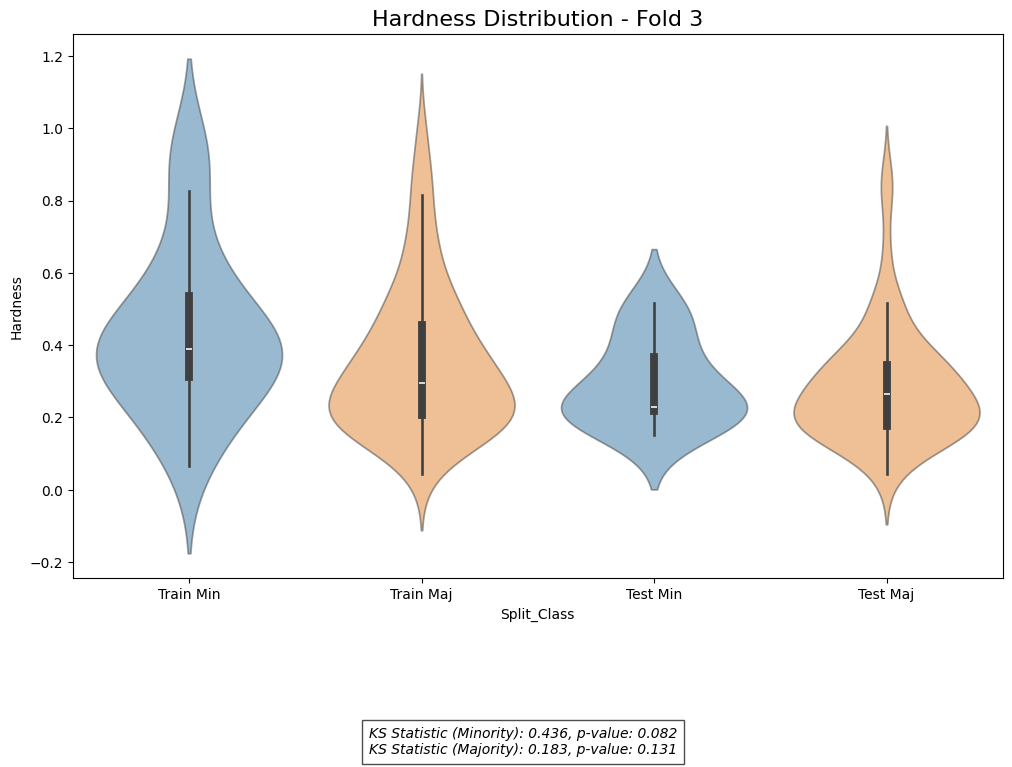 Hardness Distribution - Fold 3
Hardness
1.2
1.0
0.8
0.6
0.4
0.2
0.0
−0.2
Train Min
Train Maj
Test Min
Test Maj
Split_Class
KS Statistic (Minority): 0.436, p-value: 0.082
KS Statistic (Majority): 0.183, p-value: 0.131